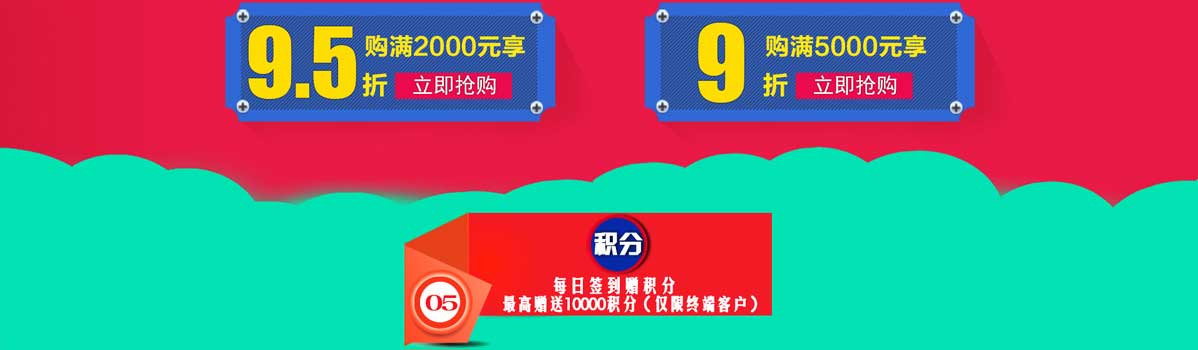 9.5折 购满2000元享
立即抢购
9折 购满5000元享
立即抢购
积分
05
每日签到赠积分
最高赠送10000积分（仅限终端客户）